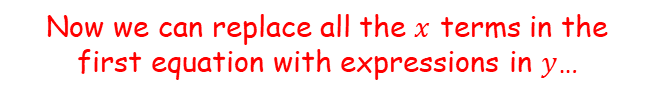 Now we can replace all the x terms in the
first equation with expressions in y...